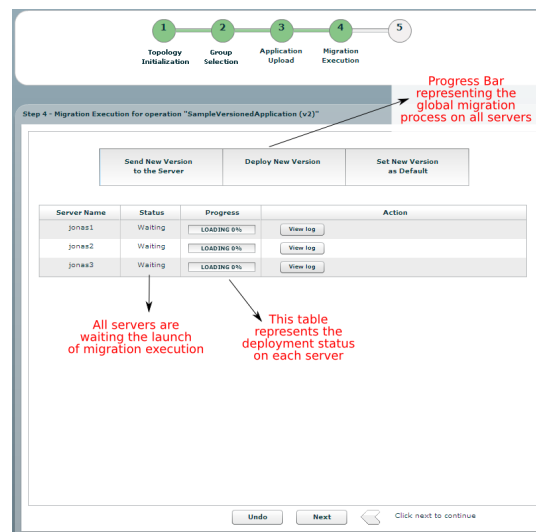 1 2 3 4 5
Topology Initialization
Group Selection
Application Upload
Migration Execution
Progress Bar
representing the
global migration
process on all servers
Step 4 - Migration Execution for operation "SampleVersionedApplication (v2)"
Send New Version to the Server
Deploy New Version
Set New Version as Default
Server Name Status Progress Action
jonas1 Waiting LOADING 0% View log
jonas2 Waiting LOADING 0% View log
jonas3 Waiting LOADING 0% View log
All servers are
waiting the launch
of migration execution
This table
represents the
deployment status
on each server
Undo Next Click next to continue